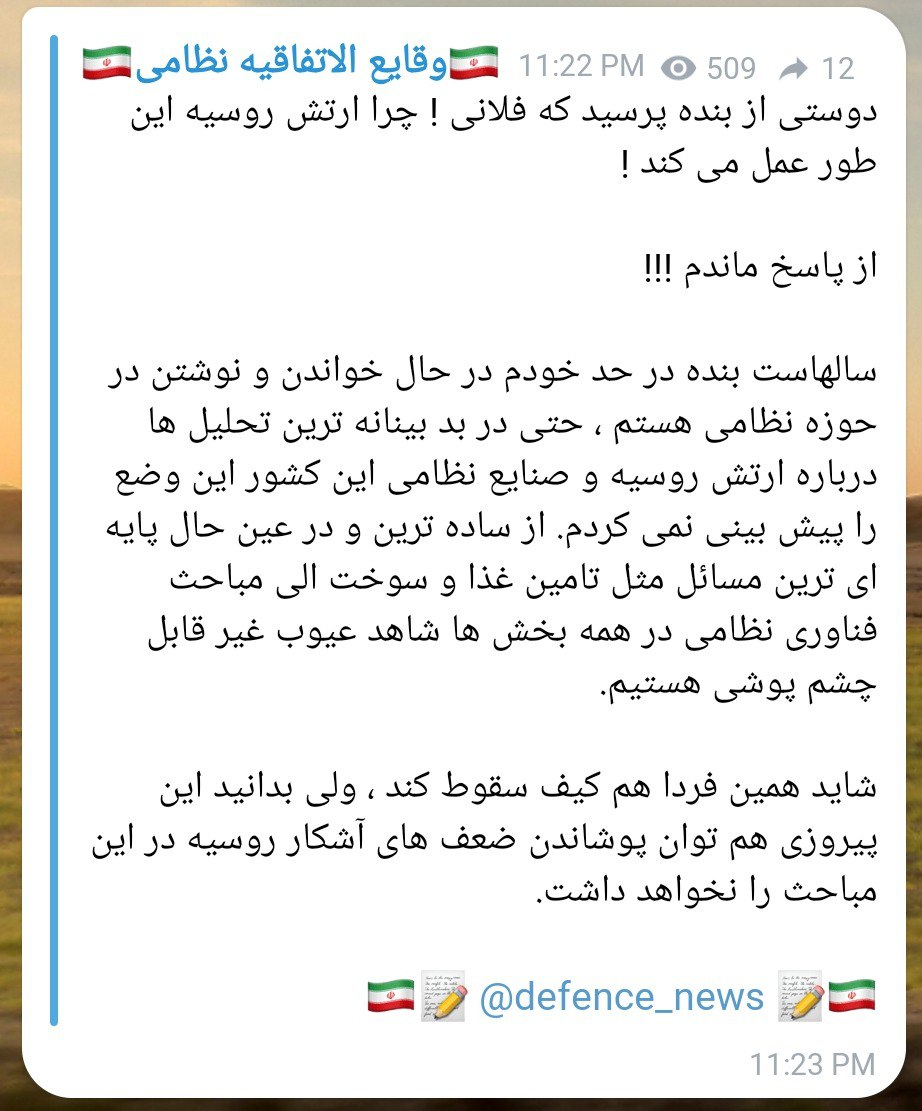 🇮🇷وقایع الاتفاقیه نظامی🇮🇷 11:22 PM 509 12
دوستی از بنده پرسید که فلانی ! چرا ارتش روسیه این
طور عمل می کند !
از پاسخ ماندم !!!
سالهاست بنده در حد خودم در حال خواندن و نوشتن در
حوزه نظامی هستم ، حتی در بد بینانه ترین تحلیل ها
درباره ارتش روسیه و صنایع نظامی این کشور این وضع
را پیش بینی نمی کردم. از ساده ترین و در عین حال پایه
ای ترین مسائل مثل تامین غذا و سوخت الی مباحث
فناوری نظامی در همه بخش ها شاهد عیوب غیر قابل
چشم پوشی هستیم.
شاید همین فردا هم کیف سقوط کند ، ولی بدانید این
پیروزی هم توان پوشاندن ضعف های آشکار روسیه در این
مباحث را نخواهد داشت.
🇮🇷📝 @defence_news 📝🇮🇷
11:23 PM